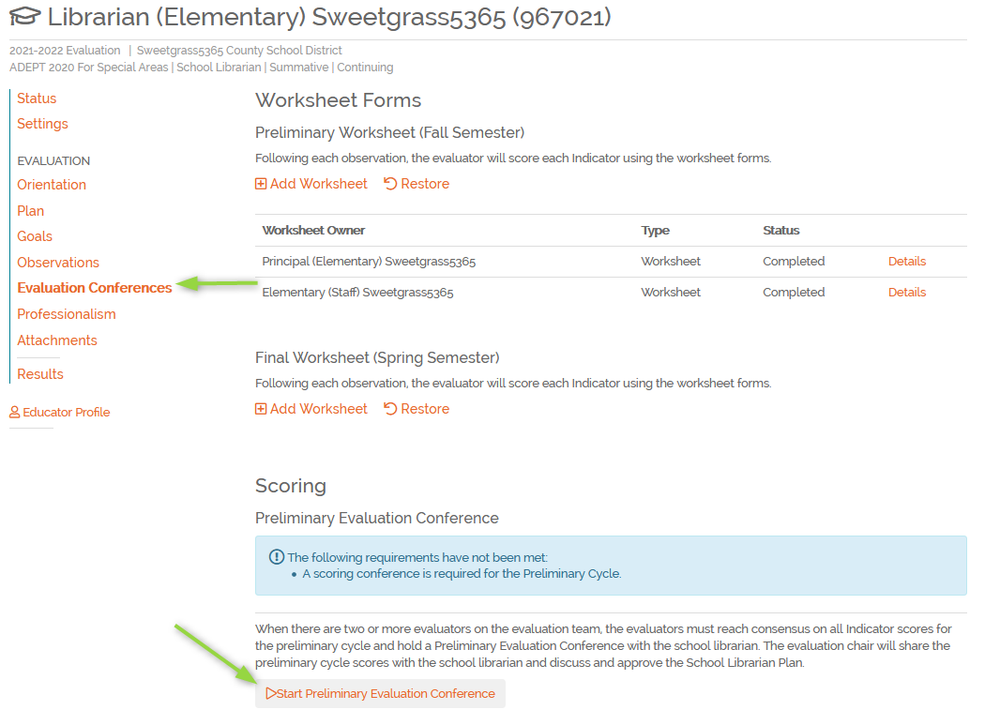 Librarian (Elementary) Sweetgrass5365 (967021)
2021-2022 Evaluation | Sweetgrass5365 County School District
ADEPT 2020 For Special Areas | School Librarian | Summative | Continuing
Status
Settings
EVALUATION
Orientation
Plan
Goals
Observations
Evaluation Conferences
Professionalism
Attachments
Results
Educator Profile
Worksheet Forms
Preliminary Worksheet (Fall Semester)
Following each observation, the evaluator will score each Indicator using the worksheet forms.
Add Worksheet Restore
Worksheet Owner Type Status
Principal (Elementary) Sweetgrass5365 Worksheet Completed Details
Elementary (Staff) Sweetgrass5365 Worksheet Completed Details
Final Worksheet (Spring Semester)
Following each observation, the evaluator will score each Indicator using the worksheet forms.
Add Worksheet Restore
Scoring
Preliminary Evaluation Conference
The following requirements have not been met:
• A scoring conference is required for the Preliminary Cycle.
When there are two or more evaluators on the evaluation team, the evaluators must reach consensus on all Indicator scores for
the preliminary cycle and hold a Preliminary Evaluation Conference with the school librarian. The evaluation chair will share the
preliminary cycle scores with the school librarian and discuss and approve the School Librarian Plan.
Start Preliminary Evaluation Conference